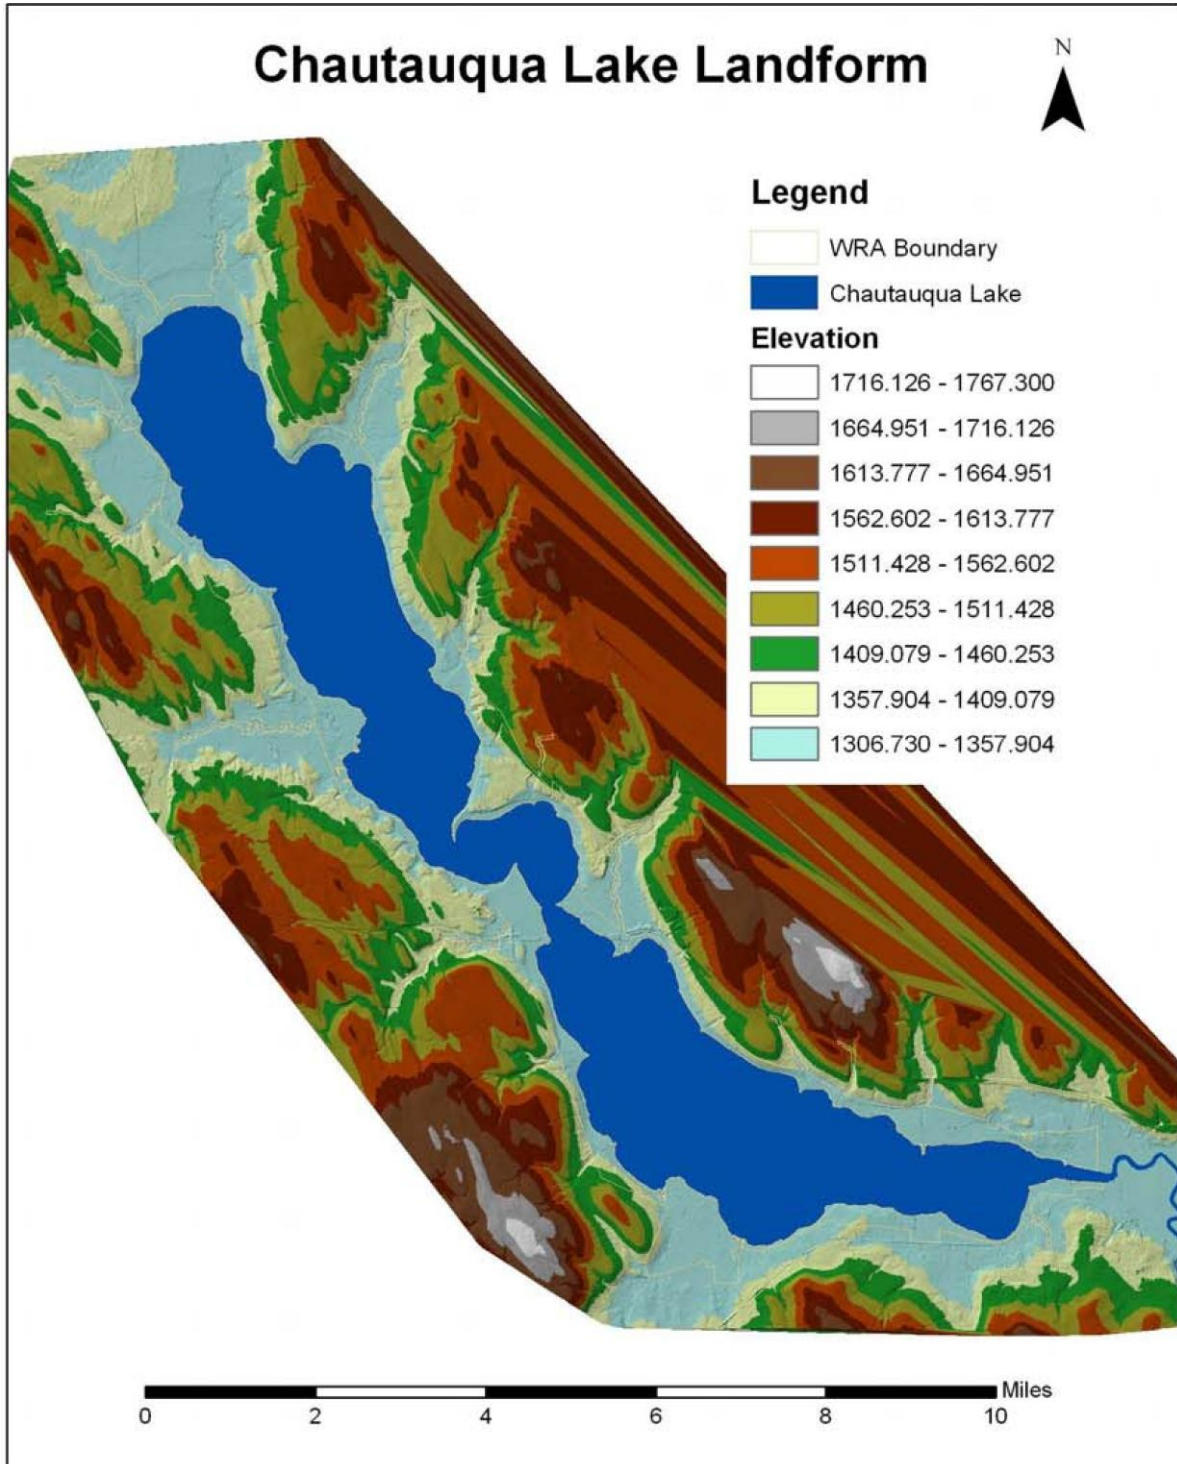 Chautauqua Lake Landform
N
Legend
WRA Boundary
Chautauqua Lake
Elevation
1716.126 - 1767.300
1664.951 - 1716.126
1613.777 - 1664.951
1562.602 - 1613.777
1511.428 - 1562.602
1460.253 - 1511.428
1409.079 - 1460.253
1357.904 - 1409.079
1306.730 - 1357.904
Miles
0 2 4 6 8 10